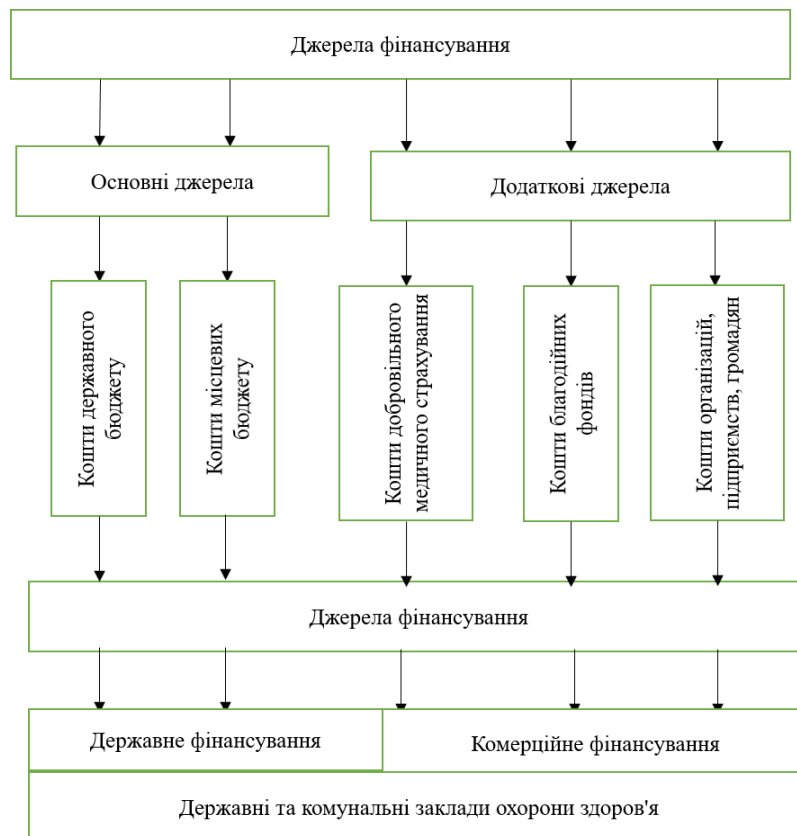 Джерела фінансування
Основні джерела
Додаткові джерела
Кошти державного
бюджету
Кошти місцевих
бюджету
Кошти добровільного
медичного страхування
Кошти благодійних
фондів
Кошти організацій,
підприємств, громадян
Джерела фінансування
Державне фінансування
Комерційне фінансування
Державні та комунальні заклади охорони здоров'я